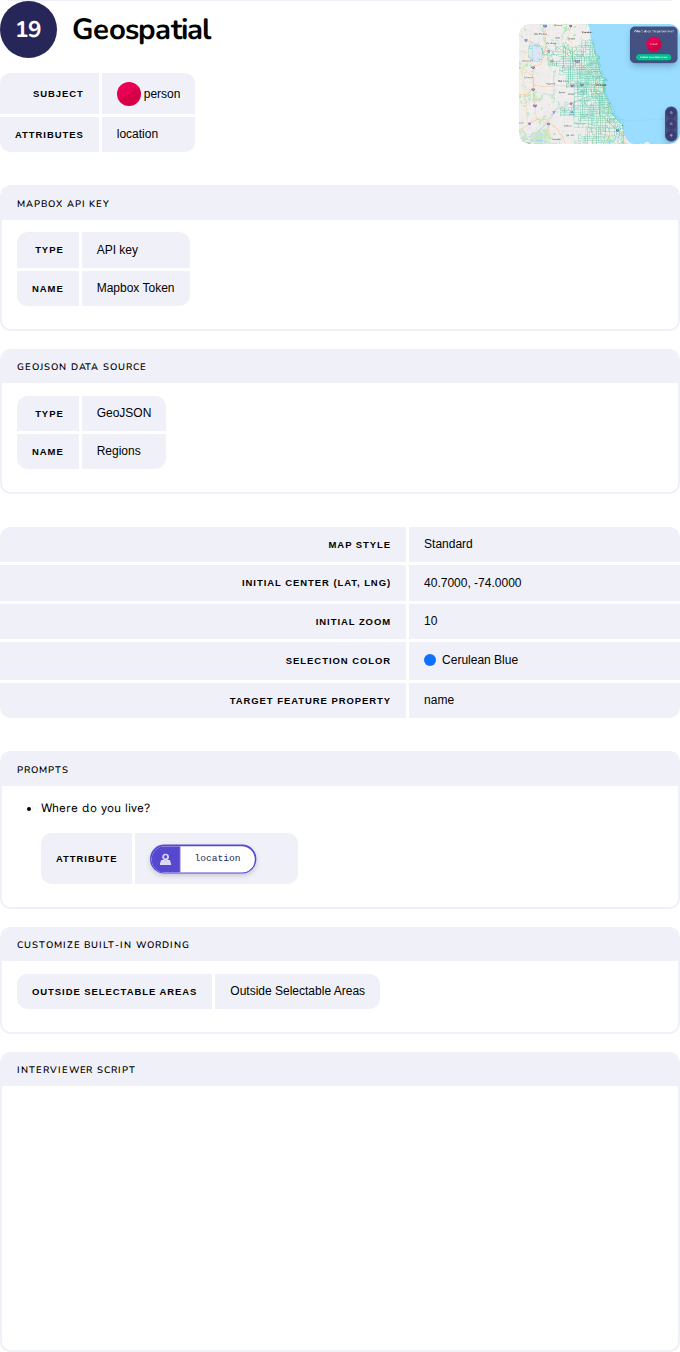 19 Geospatial
SUBJECT person
ATTRIBUTES location
MAPBOX API KEY
TYPE API key
NAME Mapbox Token
GEOJSON DATA SOURCE
TYPE GeoJSON
NAME Regions
MAP STYLE Standard
INITIAL CENTER (LAT, LNG) 40.7000, -74.0000
INITIAL ZOOM 10
SELECTION COLOR Cerulean Blue
TARGET FEATURE PROPERTY name
PROMPTS
• Where do you live?
ATTRIBUTE location
CUSTOMIZE BUILT-IN WORDING
OUTSIDE SELECTABLE AREAS Outside Selectable Areas
INTERVIEWER SCRIPT